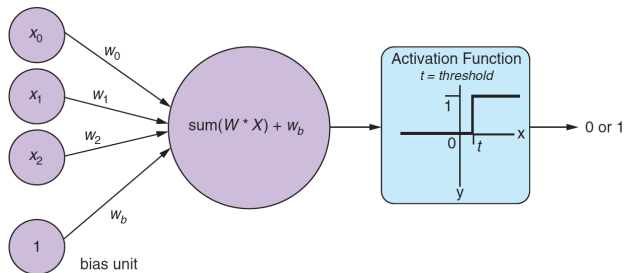 x0
w0
x1
w1
x2
w2
1
wb
bias unit
sum(W * X) + wb
Activation Function
t = threshold
1
0
t
x
y
0 or 1